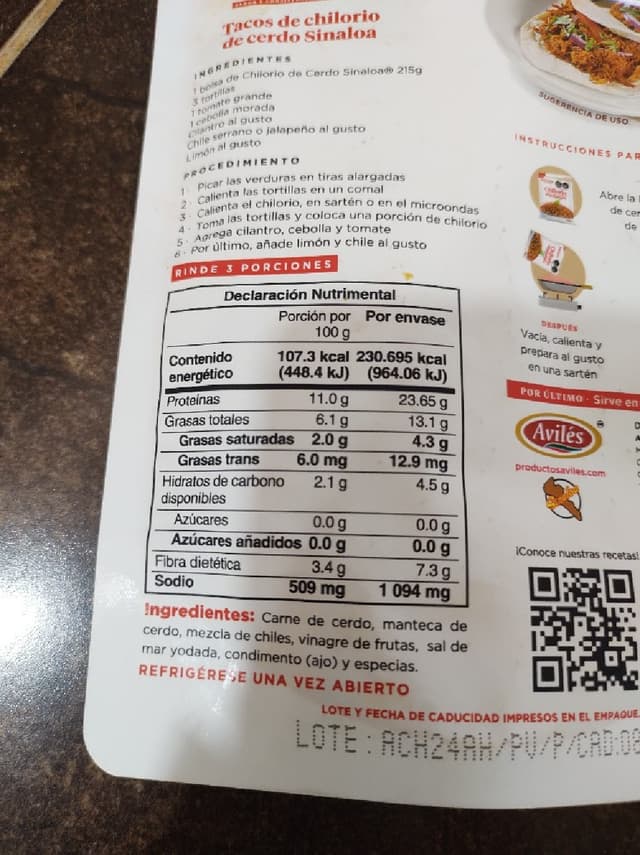 Tacos de chilorio
de cerdo Sinaloa
INGREDIENTES
1 bolsa de Chilorio de Cerdo Sinaloa® 215g
3 tortillas
1 tomate grande
1 cebolla morada
Cilantro al gusto
Chile serrano o jalapeño al gusto
Limón al gusto
PROCEDIMIENTO
1· Picar las verduras en tiras alargadas
2· Calienta las tortillas en un comal
3· Calienta el chilorio, en sartén o en el microondas
4· Toma las tortillas y coloca una porción de chilorio
5· Agrega cilantro, cebolla y tomate
6· Por último, añade limón y chile al gusto
RINDE 3 PORCIONES
Declaración Nutrimental
Porción por 100 g Por envase
Contenido energético 107.3 kcal (448.4 kJ) 230.695 kcal (964.06 kJ)
Proteínas 11.0 g 23.65 g
Grasas totales 6.1 g 13.1 g
Grasas saturadas 2.0 g 4.3 g
Grasas trans 6.0 mg 12.9 mg
Hidratos de carbono disponibles 2.1 g 4.5 g
Azúcares 0.0 g 0.0 g
Azúcares añadidos 0.0 g 0.0 g
Fibra dietética 3.4 g 7.3 g
Sodio 509 mg 1 094 mg
Ingredientes: Carne de cerdo, manteca de
cerdo, mezcla de chiles, vinagre de frutas, sal de
mar yodada, condimento (ajo) y especias.
REFRIGÉRESE UNA VEZ ABIERTO
LOTE Y FECHA DE CADUCIDAD IMPRESOS EN EL EMPAQUE.
LOTE: ACH24AH/PV/P/CAD:
SUGERENCIA DE USO
INSTRUCCIONES
Abre la
de
de
DESPUÉS
Vacía, calienta y
prepara al gusto
en una sartén
POR ÚLTIMO · Sirve en
Avilés®
productosaviles.com
¡Conoce nuestras recetas!